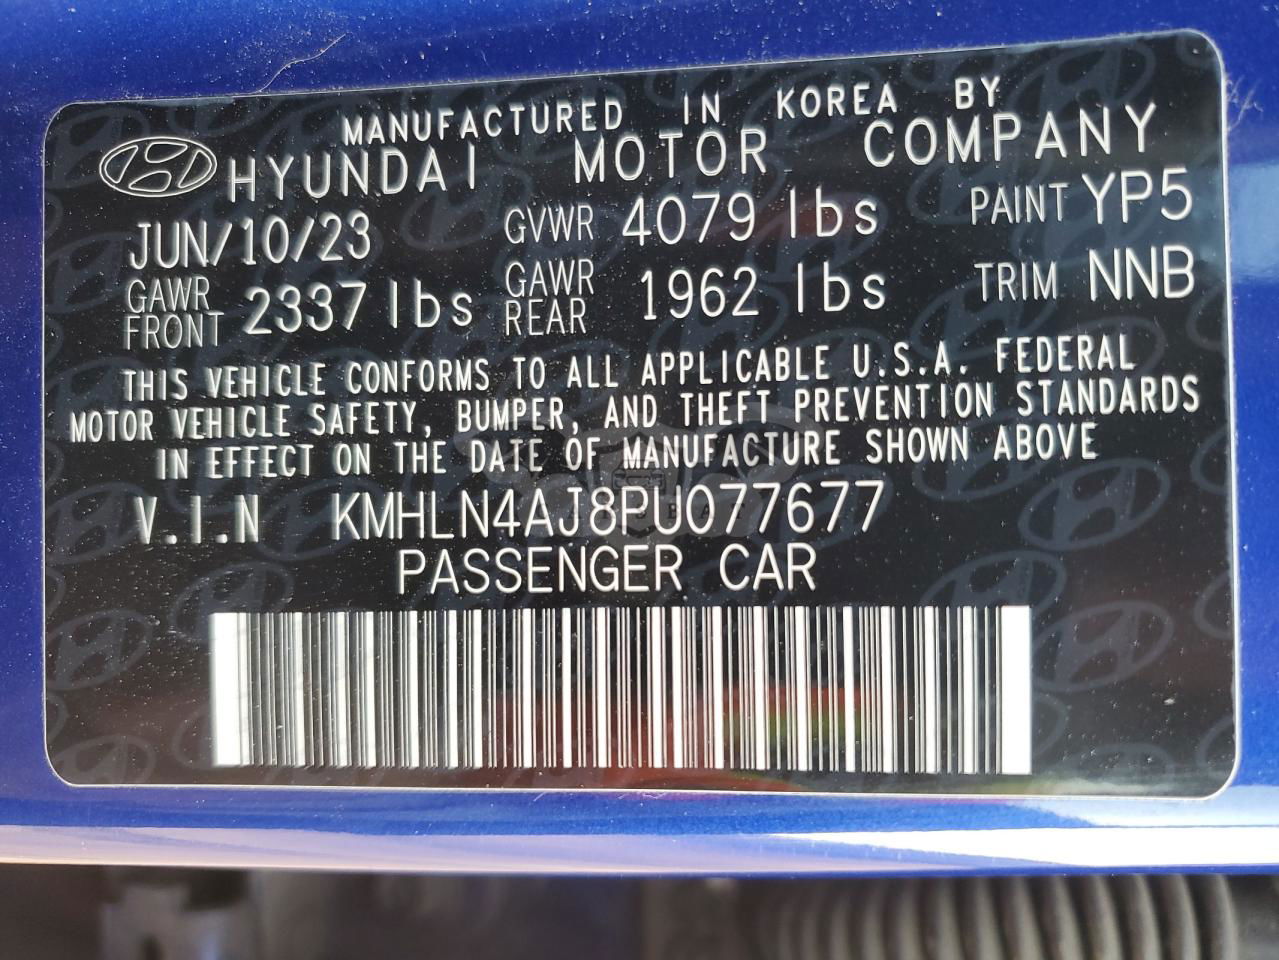 MANUFACTURED IN KOREA BY
HYUNDAI MOTOR COMPANY
JUN/10/23 GVWR 4079 lbs PAINT YP5
GAWR FRONT 2337 lbs GAWR REAR 1962 lbs TRIM NNB
THIS VEHICLE CONFORMS TO ALL APPLICABLE U.S.A. FEDERAL
MOTOR VEHICLE SAFETY, BUMPER, AND THEFT PREVENTION STANDARDS
IN EFFECT ON THE DATE OF MANUFACTURE SHOWN ABOVE
V.I.N KMHLN4AJ8PU077677
PASSENGER CAR